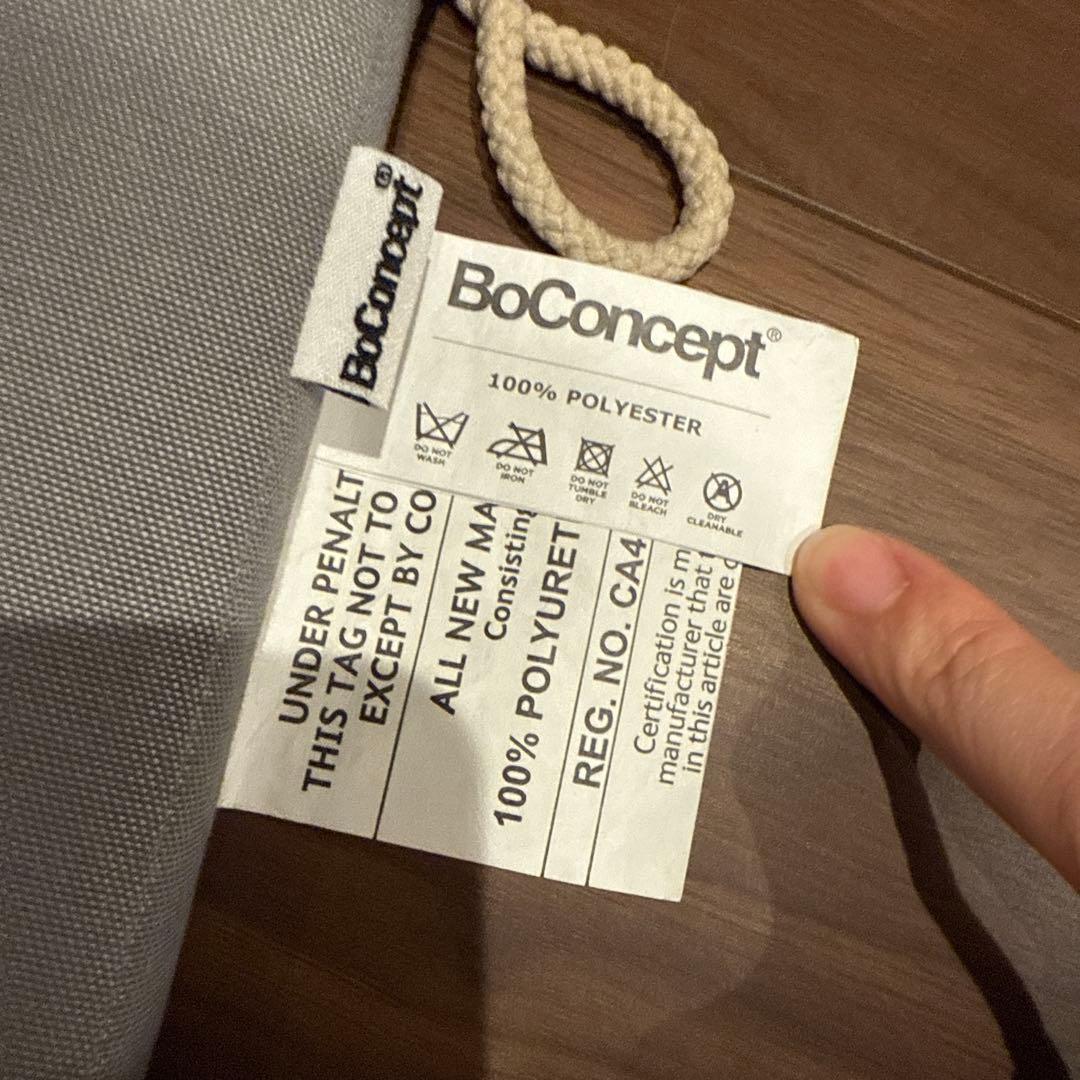 BoConcept®
BoConcept®
100% POLYESTER
DO NOT
WASH
DO NOT
IRON
DO NOT
TUMBLE
DRY
DO NOT
BLEACH
A
DRY
CLEANABLE
UNDER PENALT
THIS TAG NOT TO
EXCEPT BY CO
ALL NEW MA
Consisting
100% POLYURET
REG. NO. CA4
Certification is m
manufacturer that
in this article are